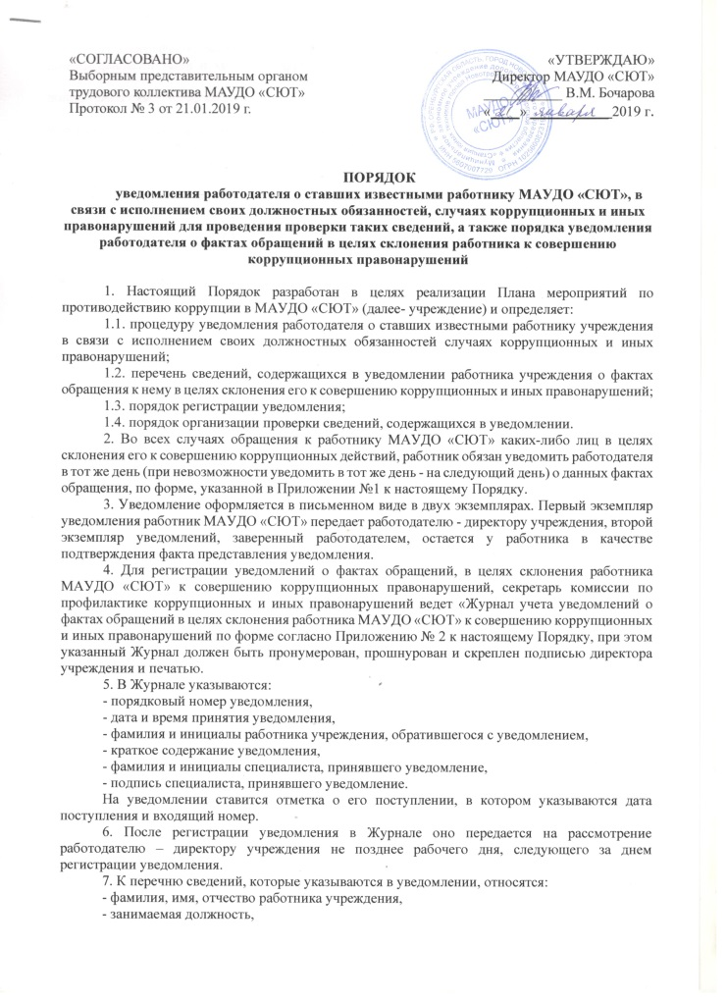 «СОГЛАСОВАНО»
Выборным представительным органом
трудового коллектива МАУДО «СЮТ»
Протокол № 3 от 21.01.2019 г.
«УТВЕРЖДАЮ»
Директор МАУДО «СЮТ»
В.М. Бочарова
« » января 2019 г.
МАУДО
«СЮТ»
ПОРЯДОК
уведомления работодателя о ставших известными работнику МАУДО «СЮТ», в
связи с исполнением своих должностных обязанностей, случаях коррупционных и иных
правонарушений для проведения проверки таких сведений, а также порядка уведомления
работодателя о фактах обращений в целях склонения работника к совершению
коррупционных правонарушений
1. Настоящий Порядок разработан в целях реализации Плана мероприятий по
противодействию коррупции в МАУДО «СЮТ» (далее- учреждение) и определяет:
1.1. процедуру уведомления работодателя о ставших известными работнику учреждения
в связи с исполнением своих должностных обязанностей случаях коррупционных и иных
правонарушений;
1.2. перечень сведений, содержащихся в уведомлении работника учреждения о фактах
обращения к нему в целях склонения его к совершению коррупционных и иных правонарушений;
1.3. порядок регистрации уведомления;
1.4. порядок организации проверки сведений, содержащихся в уведомлении.
2. Во всех случаях обращения к работнику МАУДО «СЮТ» каких-либо лиц в целях
склонения его к совершению коррупционных действий, работник обязан уведомить работодателя
в тот же день (при невозможности уведомить в тот же день - на следующий день) о данных фактах
обращения, по форме, указанной в Приложении №1 к настоящему Порядку.
3. Уведомление оформляется в письменном виде в двух экземплярах. Первый экземпляр
уведомления работник МАУДО «СЮТ» передает работодателю - директору учреждения, второй
экземпляр уведомлений, заверенный работодателем, остается у работника в качестве
подтверждения факта представления уведомления.
4. Для регистрации уведомлений о фактах обращений, в целях склонения работника
МАУДО «СЮТ» к совершению коррупционных правонарушений, секретарь комиссии по
профилактике коррупционных и иных правонарушений ведет «Журнал учета уведомлений о
фактах обращений в целях склонения работника МАУДО «СЮТ» к совершению коррупционных
и иных правонарушений по форме согласно Приложению № 2 к настоящему Порядку, при этом
указанный Журнал должен быть пронумерован, прошнурован и скреплен подписью директора
учреждения и печатью.
5. В Журнале указываются:
- порядковый номер уведомления,
- дата и время принятия уведомления,
- фамилия и инициалы работника учреждения, обратившегося с уведомлением,
- краткое содержание уведомления,
- фамилия и инициалы специалиста, принявшего уведомление,
- подпись специалиста, принявшего уведомление.
На уведомлении ставится отметка о его поступлении, в котором указываются дата
поступления и входящий номер.
6. После регистрации уведомления в Журнале оно передается на рассмотрение
работодателю – директору учреждения не позднее рабочего дня, следующего за днем
регистрации уведомления.
7. К перечню сведений, которые указываются в уведомлении, относятся:
- фамилия, имя, отчество работника учреждения,
- занимаемая должность,